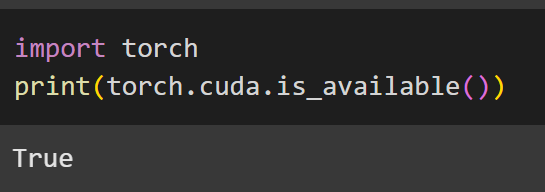 import torch
print(torch.cuda.is_available())
True